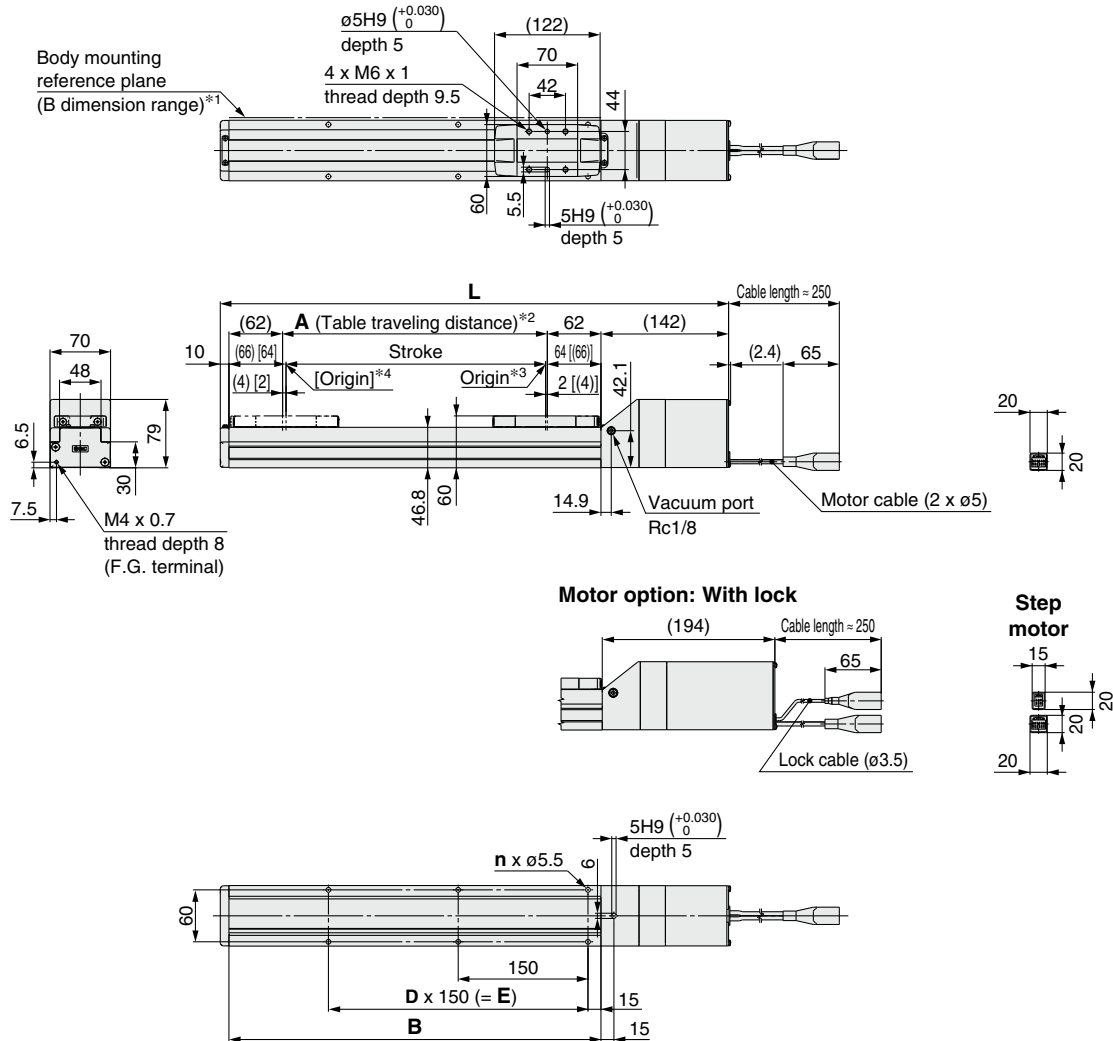 ø5H9 (+0.030 0)
depth 5
(122)
Body mounting
reference plane
(B dimension range)*1
4 x M6 x 1
thread depth 9.5
70
42
44
60
5.5
5H9 (+0.030 0)
depth 5
L
Cable length ≈ 250
(62)
A (Table traveling distance)*2
62
(142)
70
48
10
(66) [64]
Stroke
64 [(66)]
(2.4)
65
(4) [2]
[Origin]*4
Origin*3
2 [(4)]
42.1
20
20
6.5
79
30
7.5
M4 x 0.7
thread depth 8
(F.G. terminal)
46.8
60
14.9
Vacuum port
Rc1/8
Motor cable (2 x ø5)
Motor option: With lock
Step
motor
(194)
Cable length ≈ 250
65
15
20
20
20
Lock cable (ø3.5)
5H9 (+0.030 0)
depth 5
n x ø5.5
6
60
150
D x 150 (= E)
15
B
15